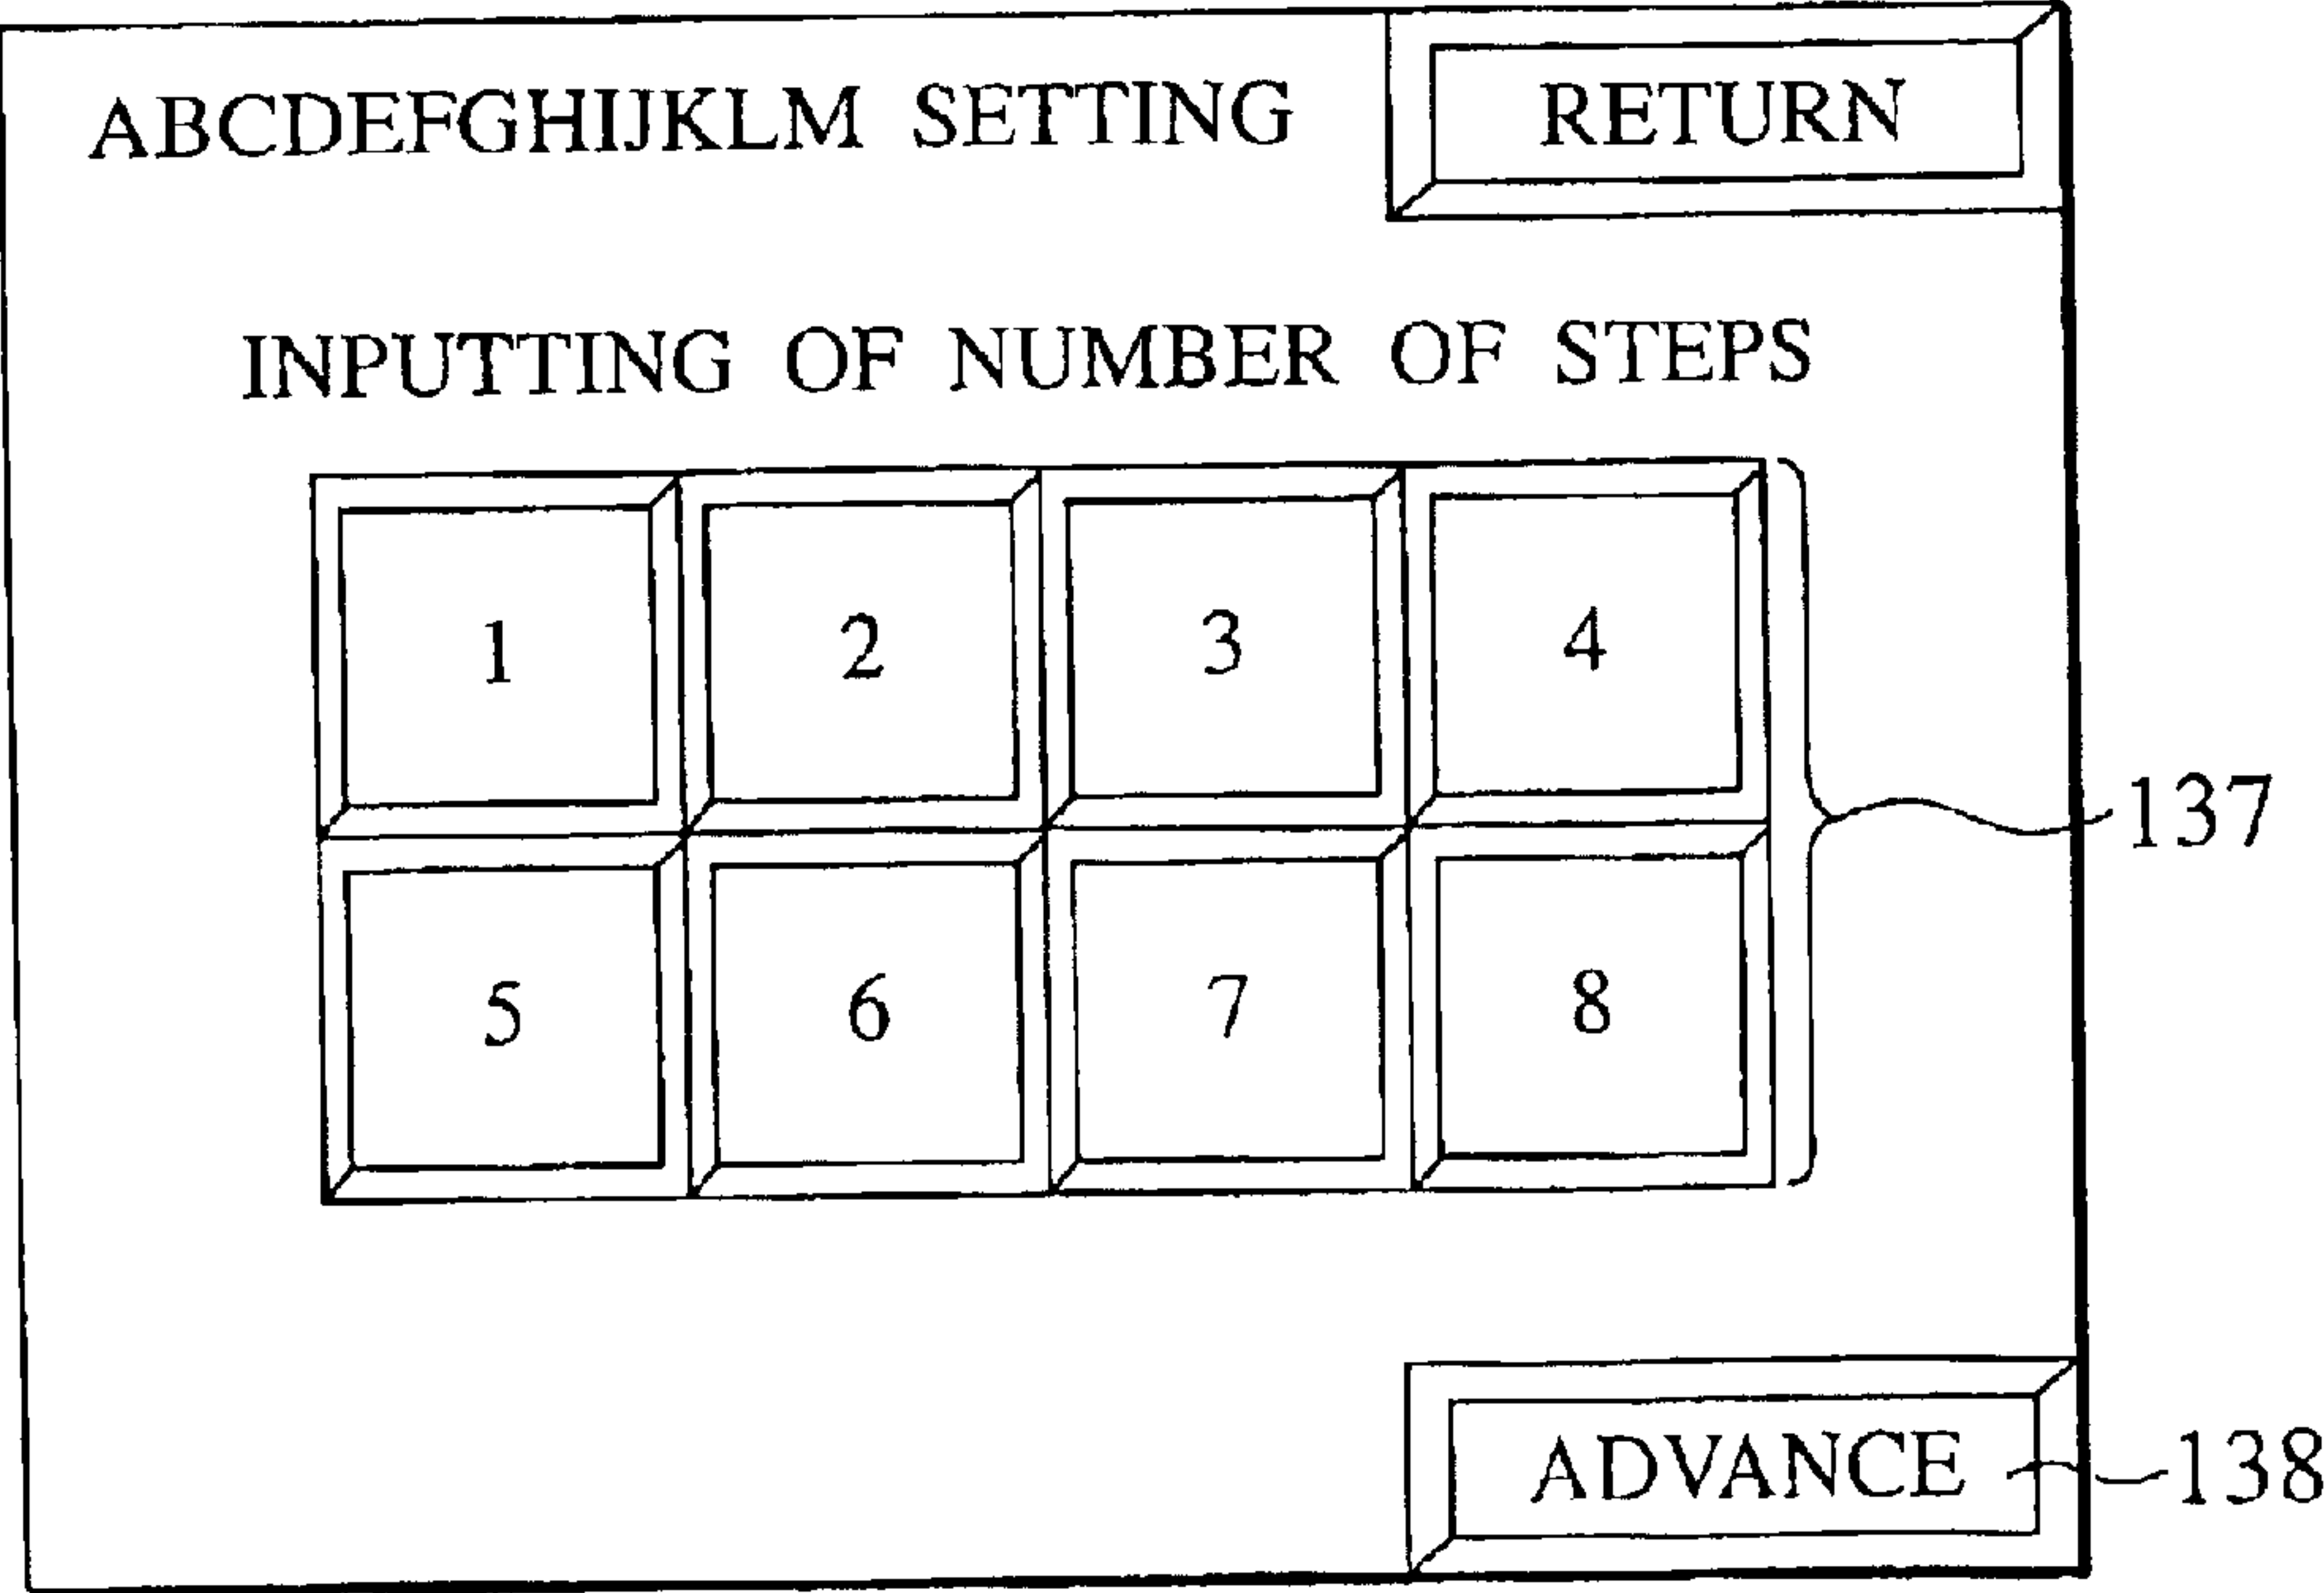 ABCDEFGHIJKLM SETTING RETURN
INPUTTING OF NUMBER OF STEPS
1 2 3 4
137
5 6 7 8
ADVANCE 138